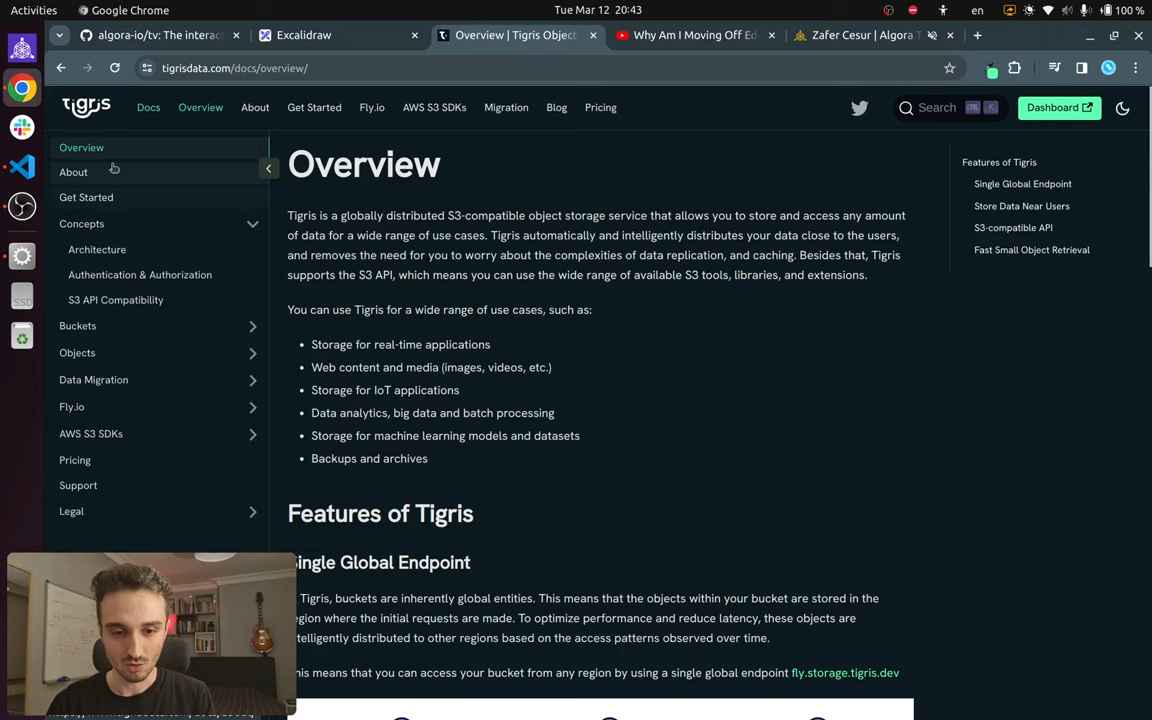 Activities
Google Chrome
Tue Mar 12 20:43
en
100 %
algora-io/tv: The interac
Excalidraw
Overview | Tigris Objec
Why Am I Moving Off Ed
Zafer Cesur | Algora T
tigrisdata.com/docs/overview/
TIGRIS
Docs
Overview
About
Get Started
Fly.io
AWS S3 SDKs
Migration
Blog
Pricing
Search
CTRL
K
Dashboard
Overview
About
Get Started
Concepts
Architecture
Authentication & Authorization
S3 API Compatibility
Buckets
Objects
Data Migration
Fly.io
AWS S3 SDKs
Pricing
Support
Legal
SSD
Overview
Tigris is a globally distributed S3-compatible object storage service that allows you to store and access any amount
of data for a wide range of use cases. Tigris automatically and intelligently distributes your data close to the users,
and removes the need for you to worry about the complexities of data replication, and caching. Besides that, Tigris
supports the S3 API, which means you can use the wide range of available S3 tools, libraries, and extensions.
You can use Tigris for a wide range of use cases, such as:
Storage for real-time applications
Web content and media (images, videos, etc.)
Storage for IoT applications
Data analytics, big data and batch processing
Storage for machine learning models and datasets
Backups and archives
Features of Tigris
ingle Global Endpoint
Tigris, buckets are inherently global entities. This means that the objects within your bucket are stored in the
egion where the initial requests are made. To optimize performance and reduce latency, these objects are
ntelligently distributed to other regions based on the access patterns observed over time.
his means that you can access your bucket from any region by using a single global endpoint fly.storage.tigris.dev
Features of Tigris
Single Global Endpoint
Store Data Near Users
S3-compatible API
Fast Small Object Retrieval